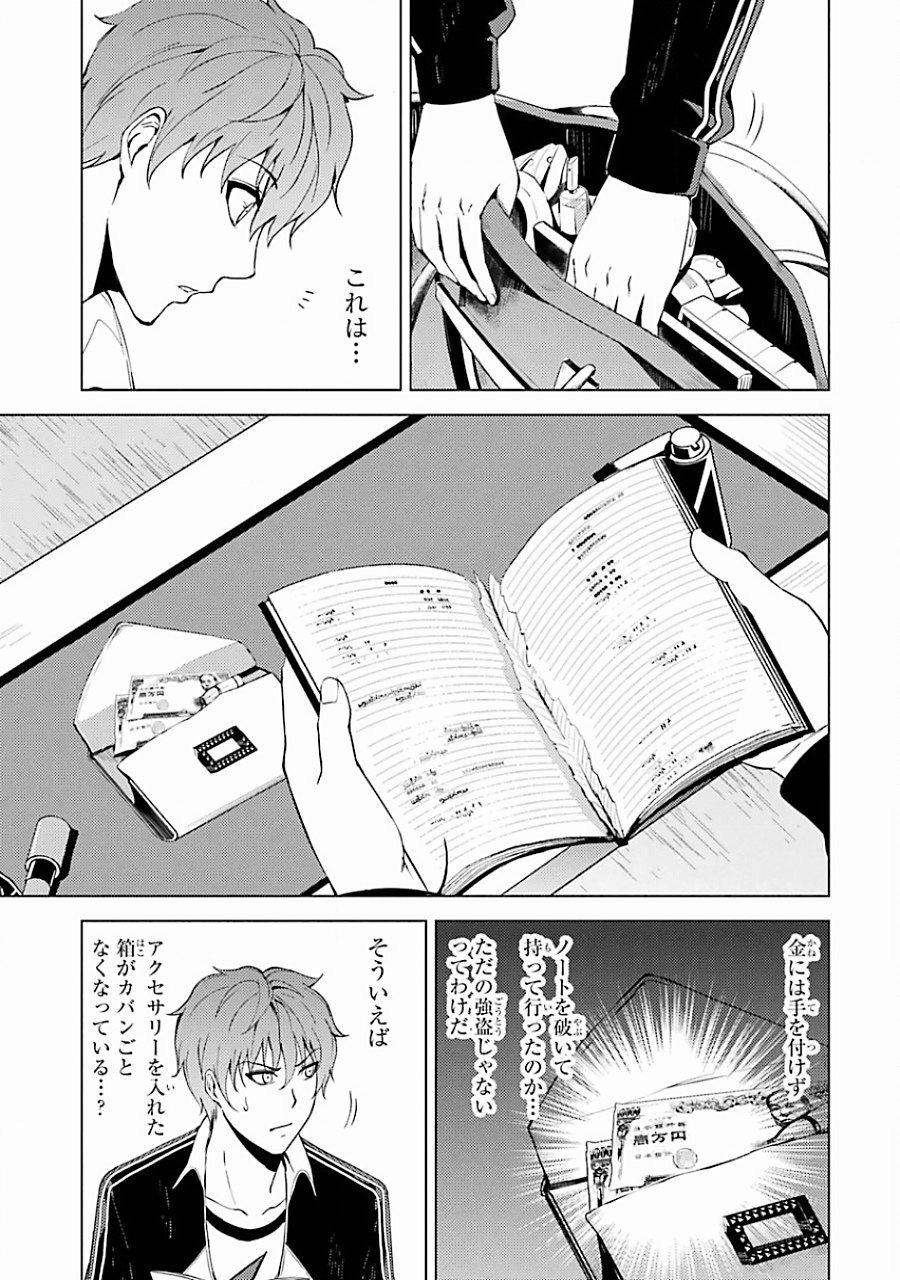 これは…
金には手を付けず
ノートを破いて
持って行ったのか…
ただの強盗じゃない
ってわけだ
壱万円
そういえば
アクセサリーを入れた
箱がカバンごと
なくなっている…？